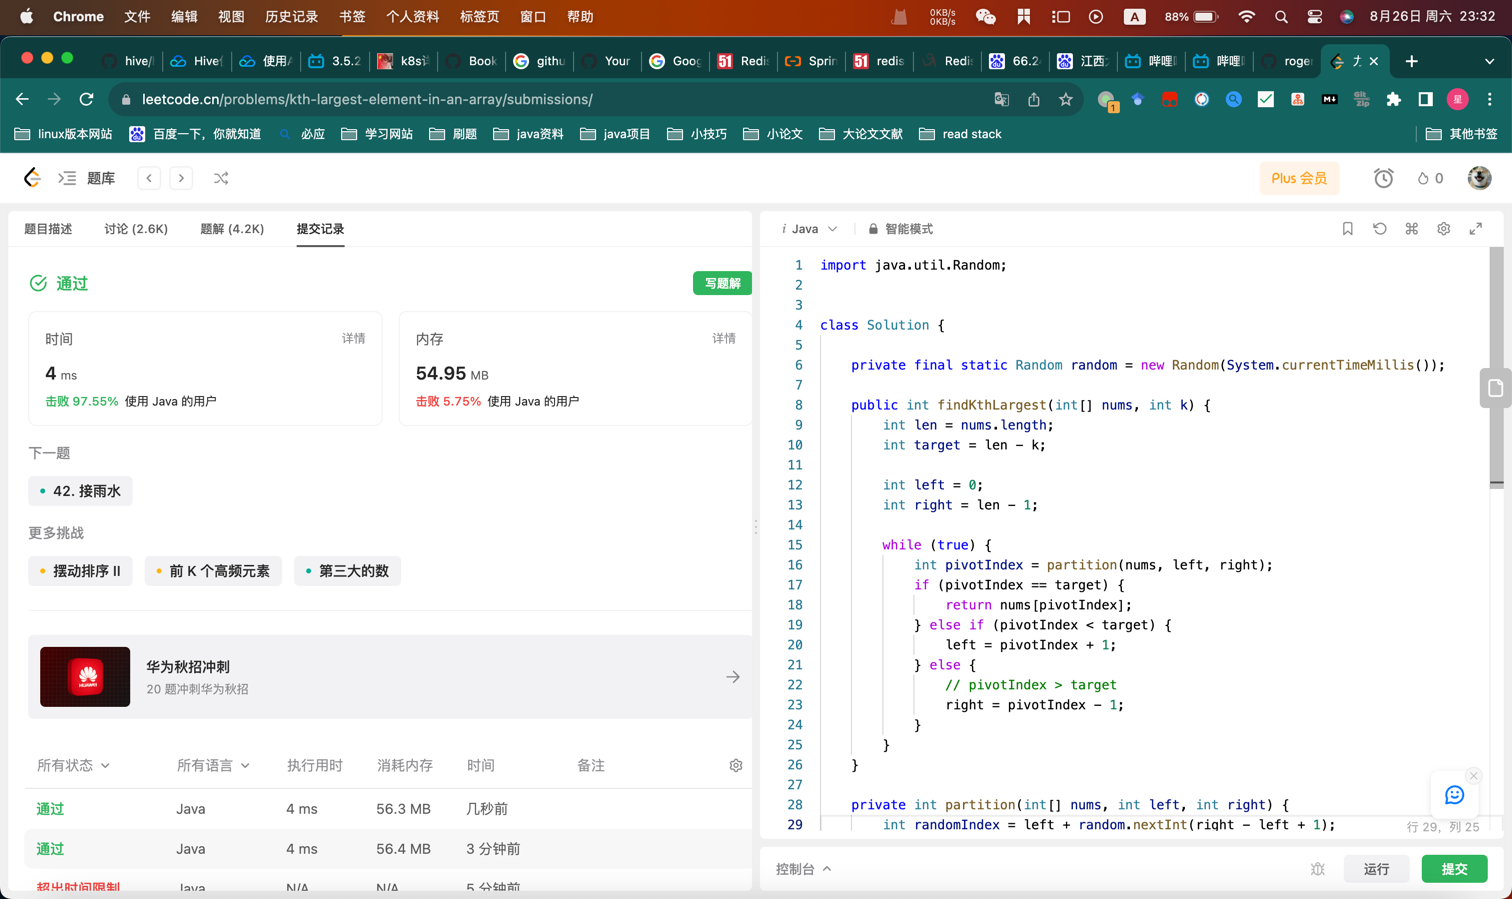 Chrome 文件 编辑 视图 历史记录 书签 个人资料 标签页 窗口 帮助
0KB/s
0KB/s
A
88%
8月26日 周六 23:32
hive/ Hive 使用 3.5.2 k8s Book githu Your Goog Redi Sprin redis Redis 66.2 江西 哔哩 哔哩 roger 力
leetcode.cn/problems/kth-largest-element-in-an-array/submissions/
linux版本网站 百度一下，你就知道 必应 学习网站 刷题 java资料 java项目 小技巧 小论文 大论文文献 read stack 其他书签
题库
Plus 会员
0
题目描述 讨论 (2.6K) 题解 (4.2K) 提交记录
通过
写题解
时间 详情
4 ms
击败 97.55% 使用 Java 的用户
内存 详情
54.95 MB
击败 5.75% 使用 Java 的用户
下一题
42. 接雨水
更多挑战
摆动排序 II 前 K 个高频元素 第三大的数
HUAWEI
华为秋招冲刺
20 题冲刺华为秋招
所有状态 所有语言 执行用时 消耗内存 时间 备注
通过 Java 4 ms 56.3 MB 几秒前
通过 Java 4 ms 56.4 MB 3 分钟前
超出时间限制 Java N/A N/A 5 分钟前
i Java 智能模式
1 import java.util.Random;
2
3
4 class Solution {
5
6 private final static Random random = new Random(System.currentTimeMillis());
7
8 public int findKthLargest(int[] nums, int k) {
9 int len = nums.length;
10 int target = len - k;
11
12 int left = 0;
13 int right = len - 1;
14
15 while (true) {
16 int pivotIndex = partition(nums, left, right);
17 if (pivotIndex == target) {
18 return nums[pivotIndex];
19 } else if (pivotIndex < target) {
20 left = pivotIndex + 1;
21 } else {
22 // pivotIndex > target
23 right = pivotIndex - 1;
24 }
25 }
26 }
27
28 private int partition(int[] nums, int left, int right) {
29 int randomIndex = left + random.nextInt(right - left + 1);
行 29，列 25
控制台 运行 提交